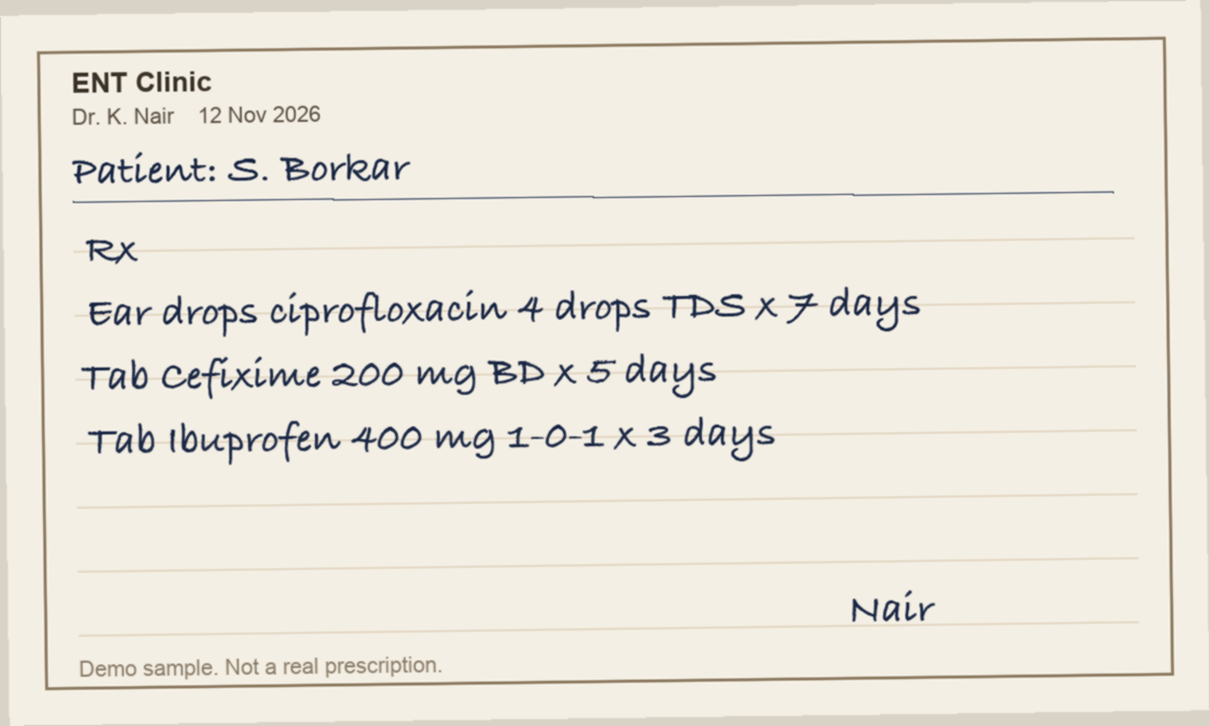 ENT Clinic
Dr. K. Nair 12 Nov 2026
Patient: S. Borkar
Rx
Ear drops ciprofloxacin 4 drops TDS x 7 days
Tab Cefixime 200 mg BD x 5 days
Tab Ibuprofen 400 mg 1-0-1 x 3 days
Nair
Demo sample. Not a real prescription.